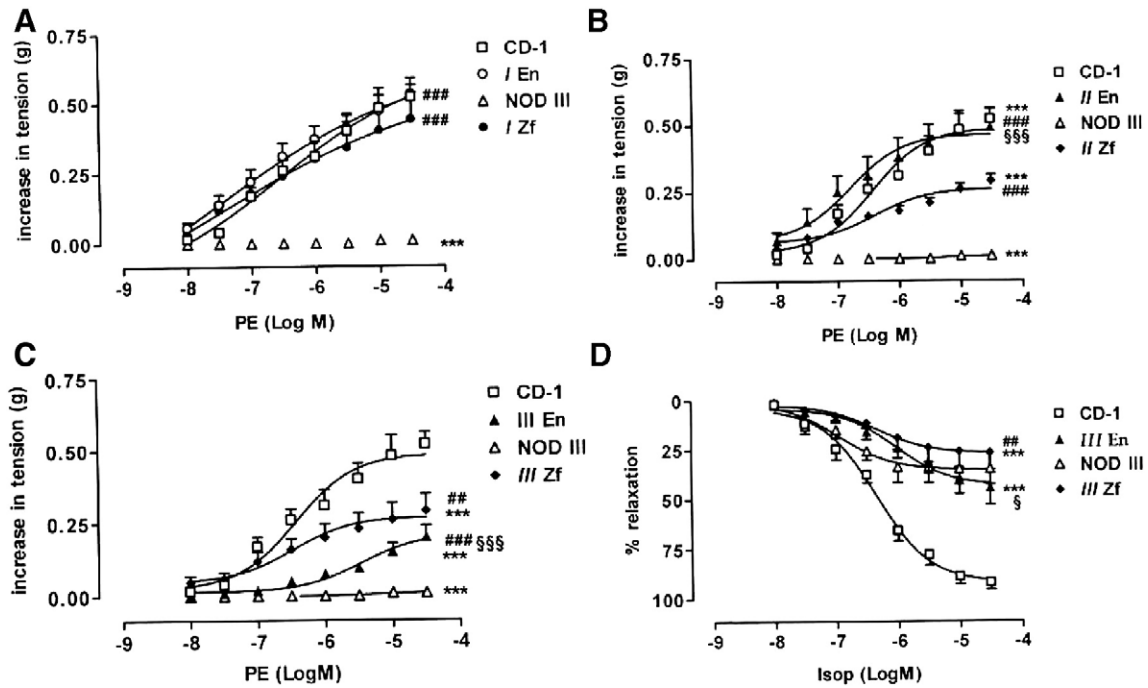 A
increase in tension (g)
0.75
0.50
0.25
0.00
-9 -8 -7 -6 -5 -4
PE (Log M)
CD-1
I En
NOD III
I Zf
###
###
***
B
increase in tension (g)
0.75
0.50
0.25
0.00
-9 -8 -7 -6 -5 -4
PE (Log M)
CD-1
II En
NOD III
II Zf
***
###
§§§
***
###
***
C
increase in tension (g)
0.75
0.50
0.25
0.00
-9 -8 -7 -6 -5 -4
PE (LogM)
CD-1
III En
NOD III
III Zf
##
***
### §§§
***
***
D
% relaxation
0
25
50
75
100
-9 -8 -7 -6 -5 -4
Isop (LogM)
CD-1
III En
NOD III
III Zf
##
***
***
§